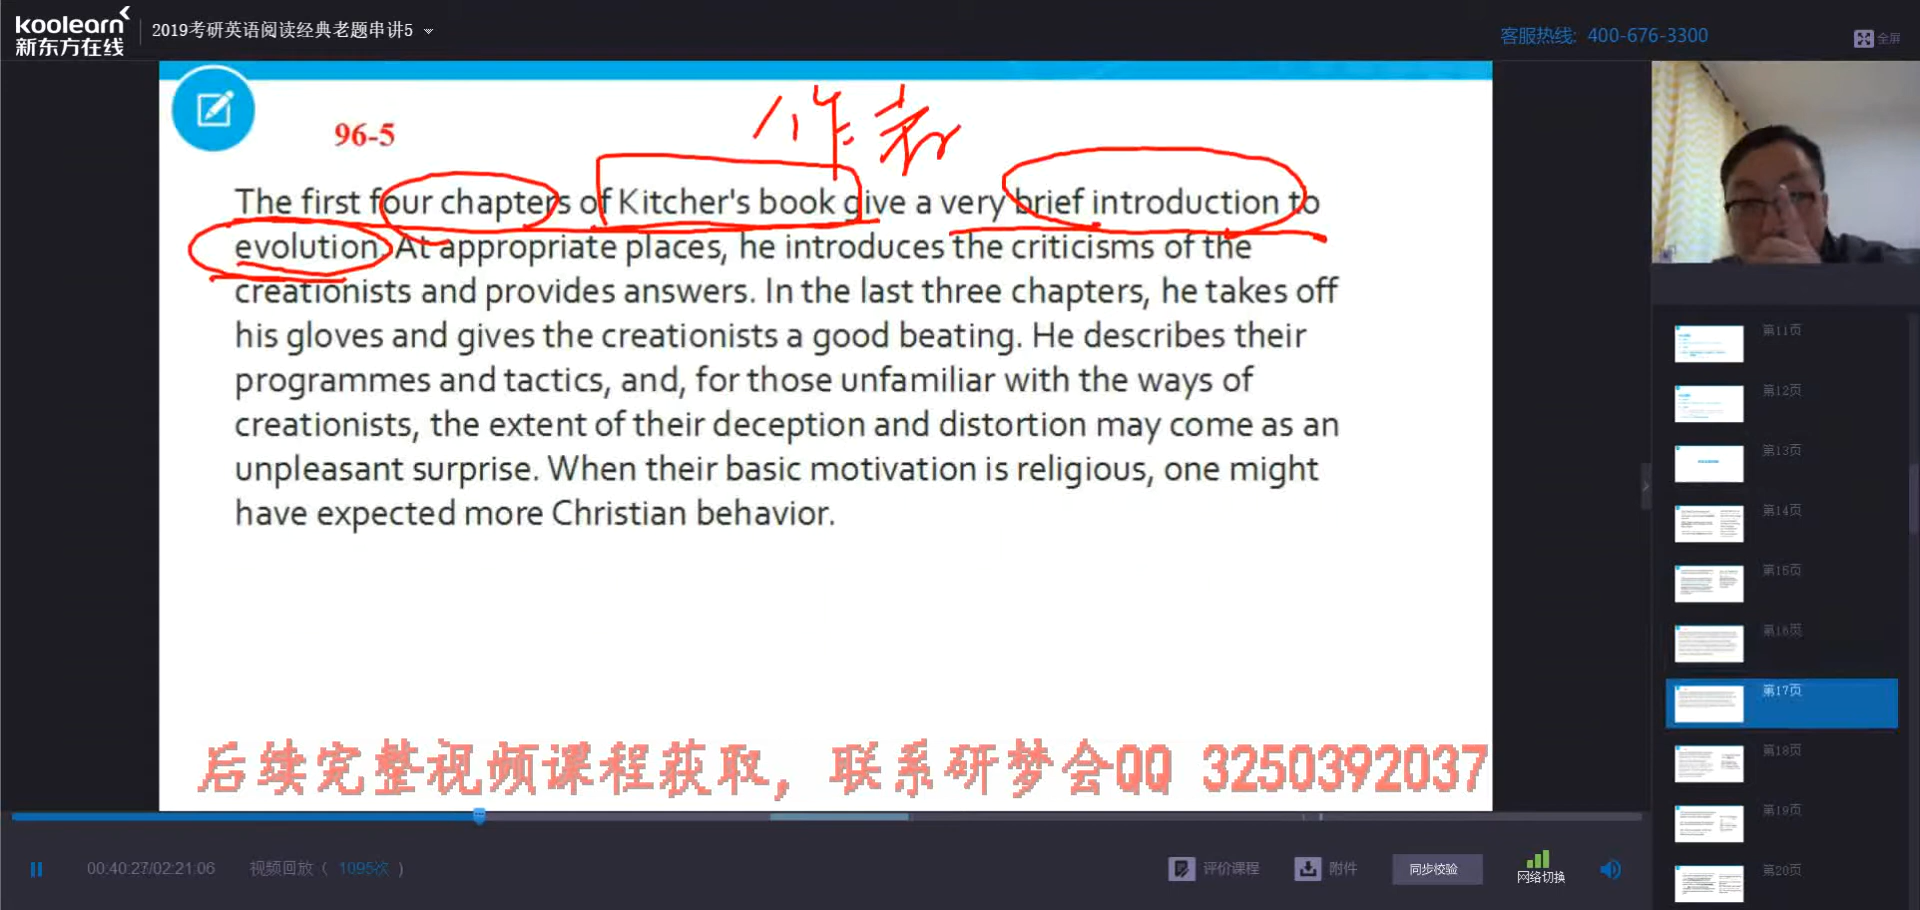 koolearn
新东方在线
2019考研英语阅读经典老题串讲5
客服热线: 400-676-3300
全屏
96-5
作者
The first four chapters of Kitcher's book give a very brief introduction to
evolution. At appropriate places, he introduces the criticisms of the
creationists and provides answers. In the last three chapters, he takes off
his gloves and gives the creationists a good beating. He describes their
programmes and tactics, and, for those unfamiliar with the ways of
creationists, the extent of their deception and distortion may come as an
unpleasant surprise. When their basic motivation is religious, one might
have expected more Christian behavior.
后续完整视频课程获取，联系研梦会QQ 3250392037
第11页
第12页
第13页
第14页
第15页
第16页
第17页
第18页
第19页
第20页
00:40:27/02:21:06
视频回放（ 1095次 ）
评价课程
附件
同步校验
网络切换